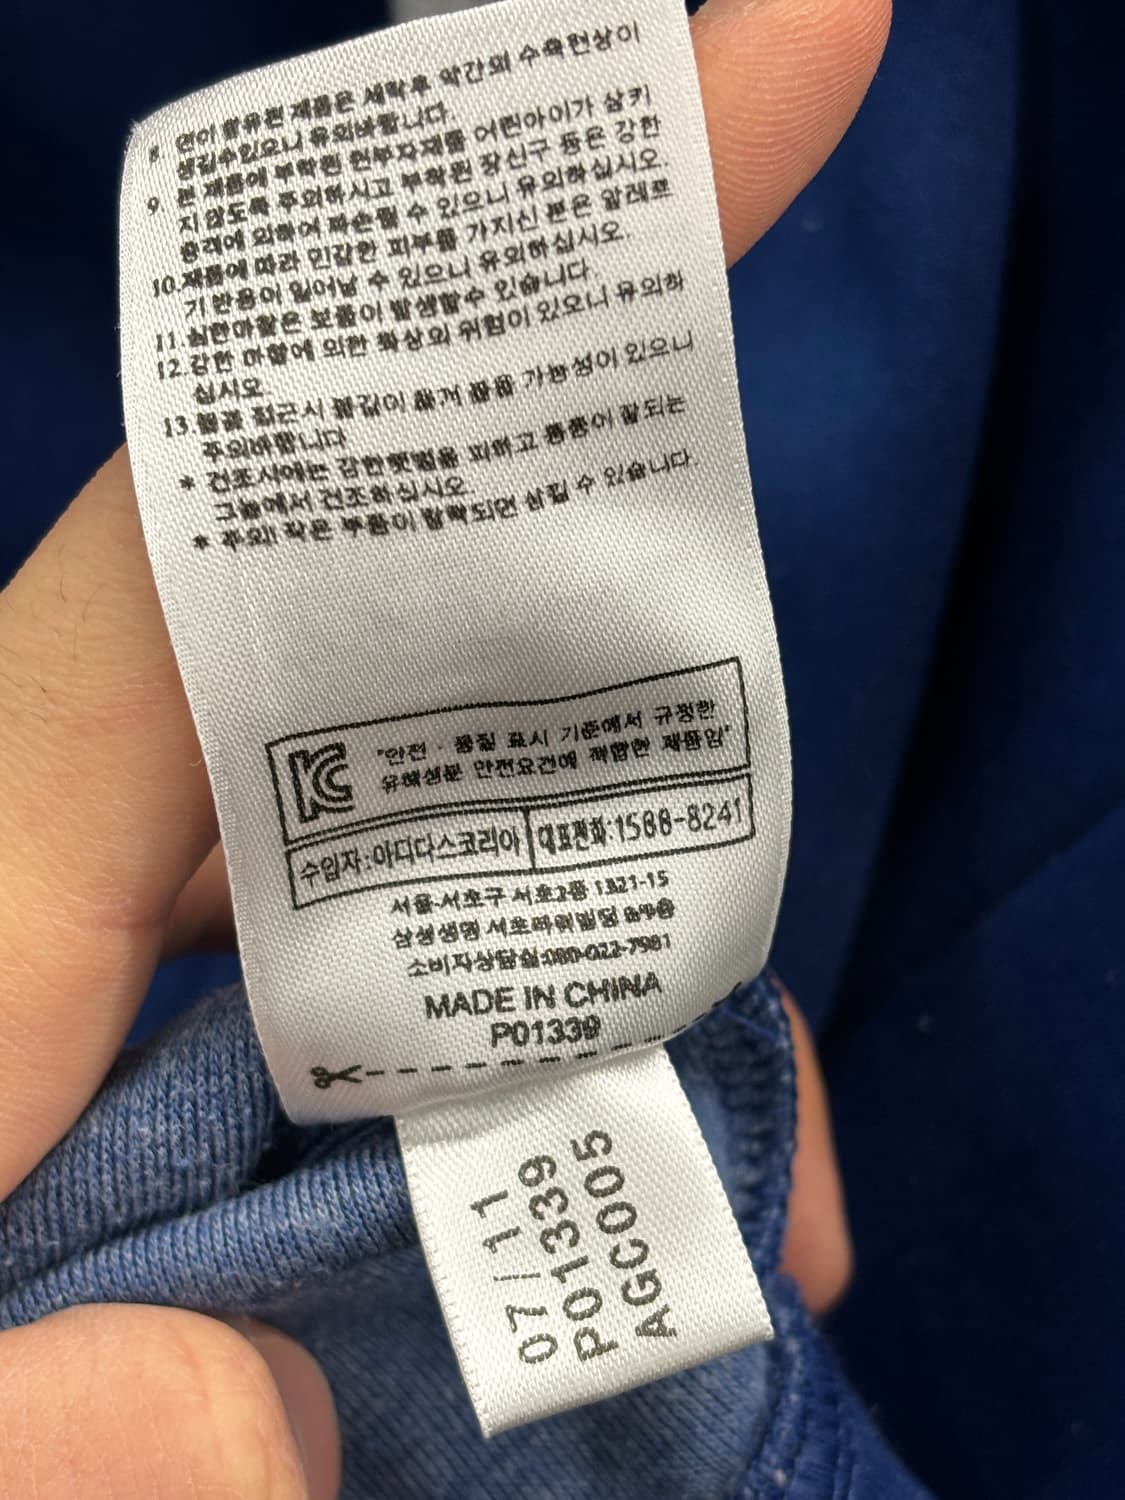 8. 면이 함유된 제품은 세탁후 약간의 수축현상이
생길수있으니 유의바랍니다.
9. 본 제품에 부착된 원부자재를 어린아이가 삼키
지 않도록 주의하시고 부착된 장신구 등은 강한
충격에 의하여 파손될 수 있으니 유의하십시오.
10.제품에 따라 민감한 피부를 가지신 분은 알레르
기 반응이 일어날 수 있으니 유의하십시오.
11.심한마찰은 보풀이 발생할수 있습니다
12.강한 마찰에 의한 화상의 위험이 있으니 유의하
십시오.
13.불꽃 접근시 불길이 옮겨 붙을 가능성이 있으니
주의바랍니다
* 건조시에는 강한햇볕을 피하고 통풍이 잘되는
그늘에서 건조하십시오.
* 주의! 작은 부품이 탈락되면 삼킬 수 있습니다.
KC
"안전·품질 표시 기준에서 규정한
유해성분 안전요건에 적합한 제품임"
수입자:아디다스코리아 대표전화:1588-8241
서울시서초구 서초2동 1321-15
삼성생명 서초파워빌딩
소비자상담실:080-022-7981
MADE IN CHINA
P01339
07/11
P01339
AGC005